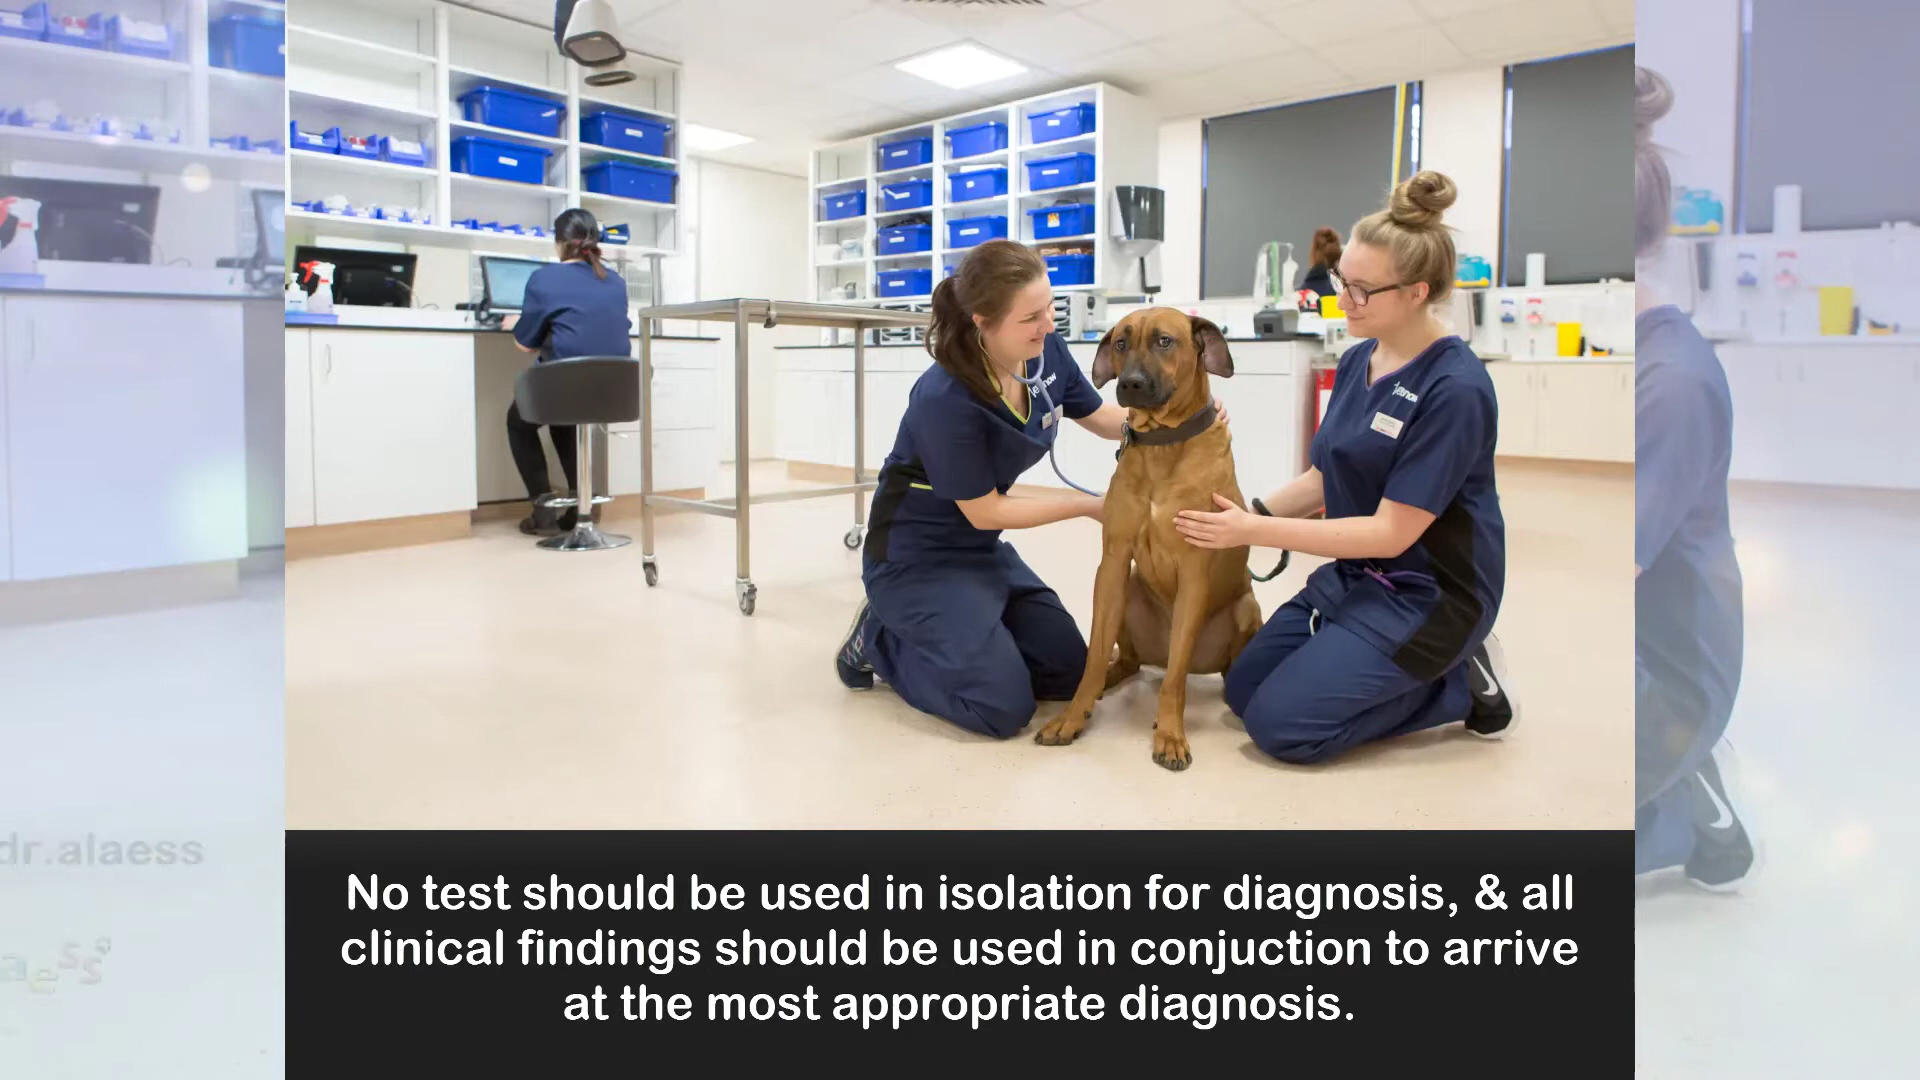 dr.alaess
No test should be used in isolation for diagnosis, & all
clinical findings should be used in conjuction to arrive
at the most appropriate diagnosis.